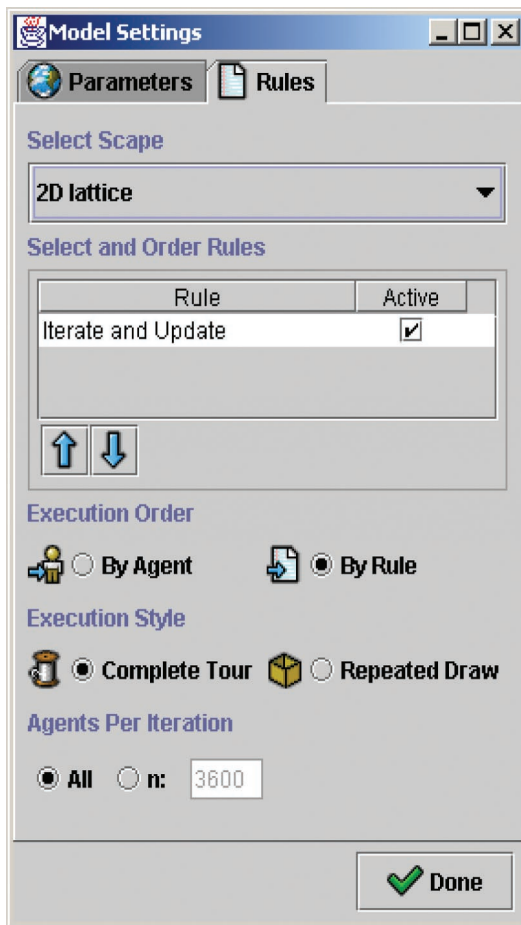 Model Settings
Parameters Rules
Select Scape
2D lattice
Select and Order Rules
Rule Active
Iterate and Update
Execution Order
By Agent By Rule
Execution Style
Complete Tour Repeated Draw
Agents Per Iteration
All n: 3600
Done